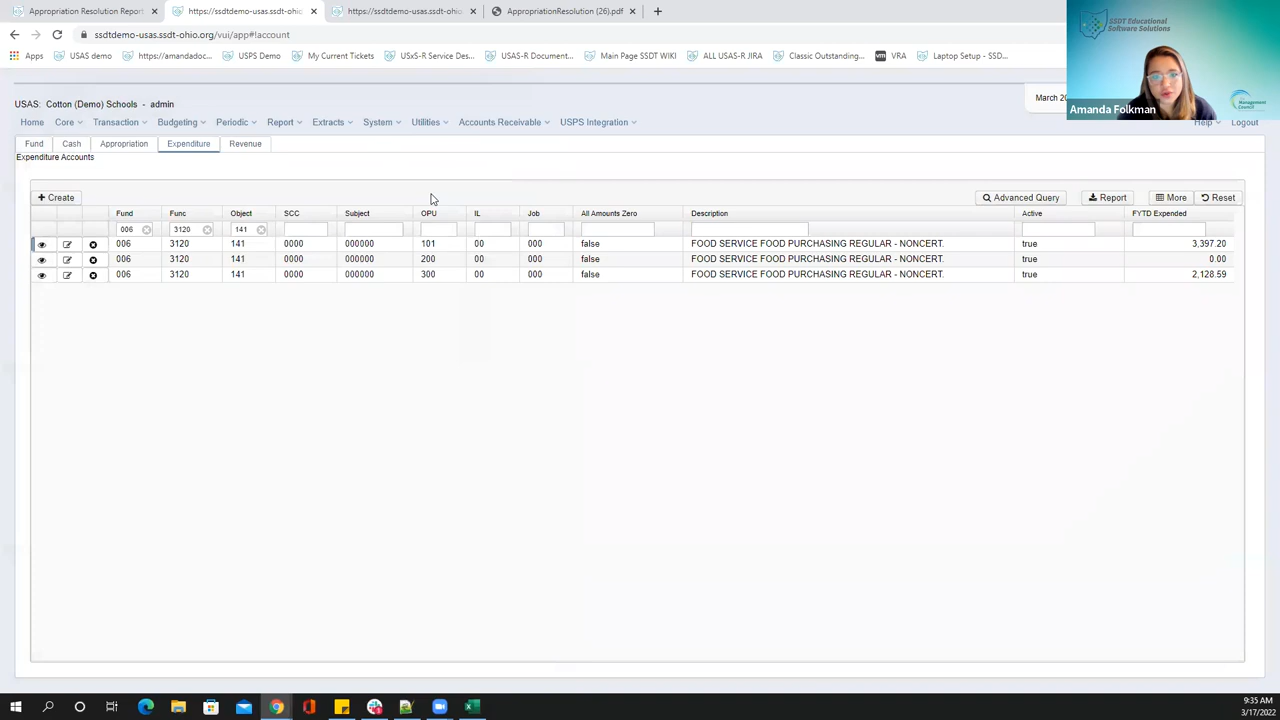 Appropriation Resolution Report
https://ssdtdemo-usas.ssdt-ohio
https://ssdtdemo-usas.ssdt-ohio.
AppropriationResolution (26).pdf
ssdtdemo-usas.ssdt-ohio.org/vui/app#!account
Apps
USAS demo
https://amandadoc...
USPS Demo
My Current Tickets
USxS-R Service Des...
USAS-R Document...
Main Page SSDT WIKI
ALL USAS-R JIRA
Classic Outstanding...
VRA
Laptop Setup - SSD...
SSDT Educational
Software Solutions
Management
Council
Amanda Folkman
USAS: Cotton (Demo) Schools - admin
March 20
Home Core Transaction Budgeting Periodic Report Extracts System Utilities Accounts Receivable USPS Integration Help Logout
Fund Cash Appropriation Expenditure Revenue
Expenditure Accounts
+ Create Advanced Query Report More Reset
Fund Func Object SCC Subject OPU IL Job All Amounts Zero Description Active FYTD Expended
006 3120 141
006 3120 141 0000 000000 101 00 000 false FOOD SERVICE FOOD PURCHASING REGULAR - NONCERT. true 3,397.20
006 3120 141 0000 000000 200 00 000 false FOOD SERVICE FOOD PURCHASING REGULAR - NONCERT. true 0.00
006 3120 141 0000 000000 300 00 000 false FOOD SERVICE FOOD PURCHASING REGULAR - NONCERT. true 2,128.59
9:35 AM
3/17/2022